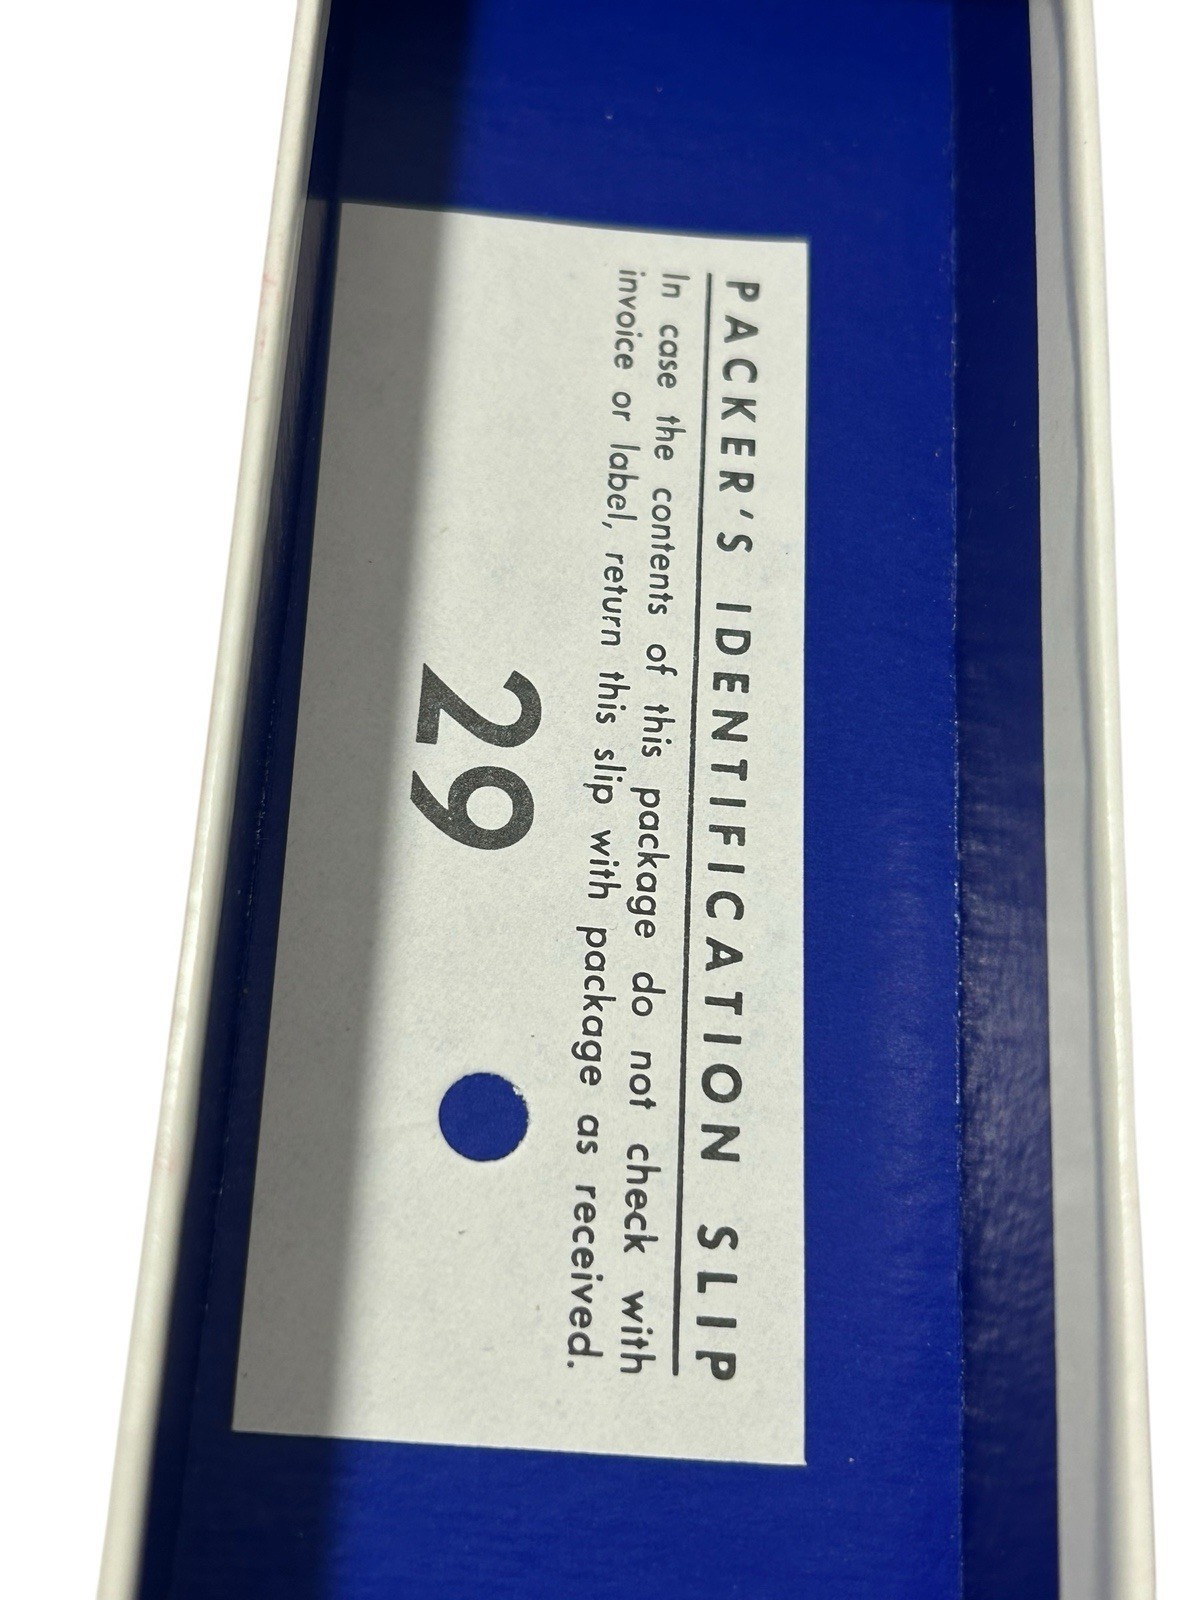 PACKER'S IDENTIFICATION SLIP
In case the contents of this package do not check with
invoice or label, return this slip with package as received.
29